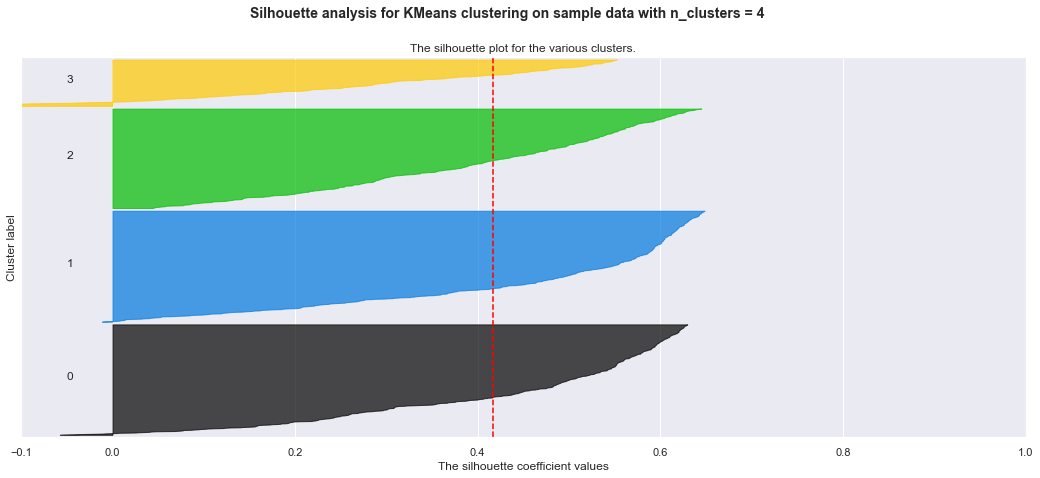 Silhouette analysis for KMeans clustering on sample data with n_clusters = 4
The silhouette plot for the various clusters.
3
2
1
0
Cluster label
−0.1 0.0 0.2 0.4 0.6 0.8 1.0
The silhouette coefficient values